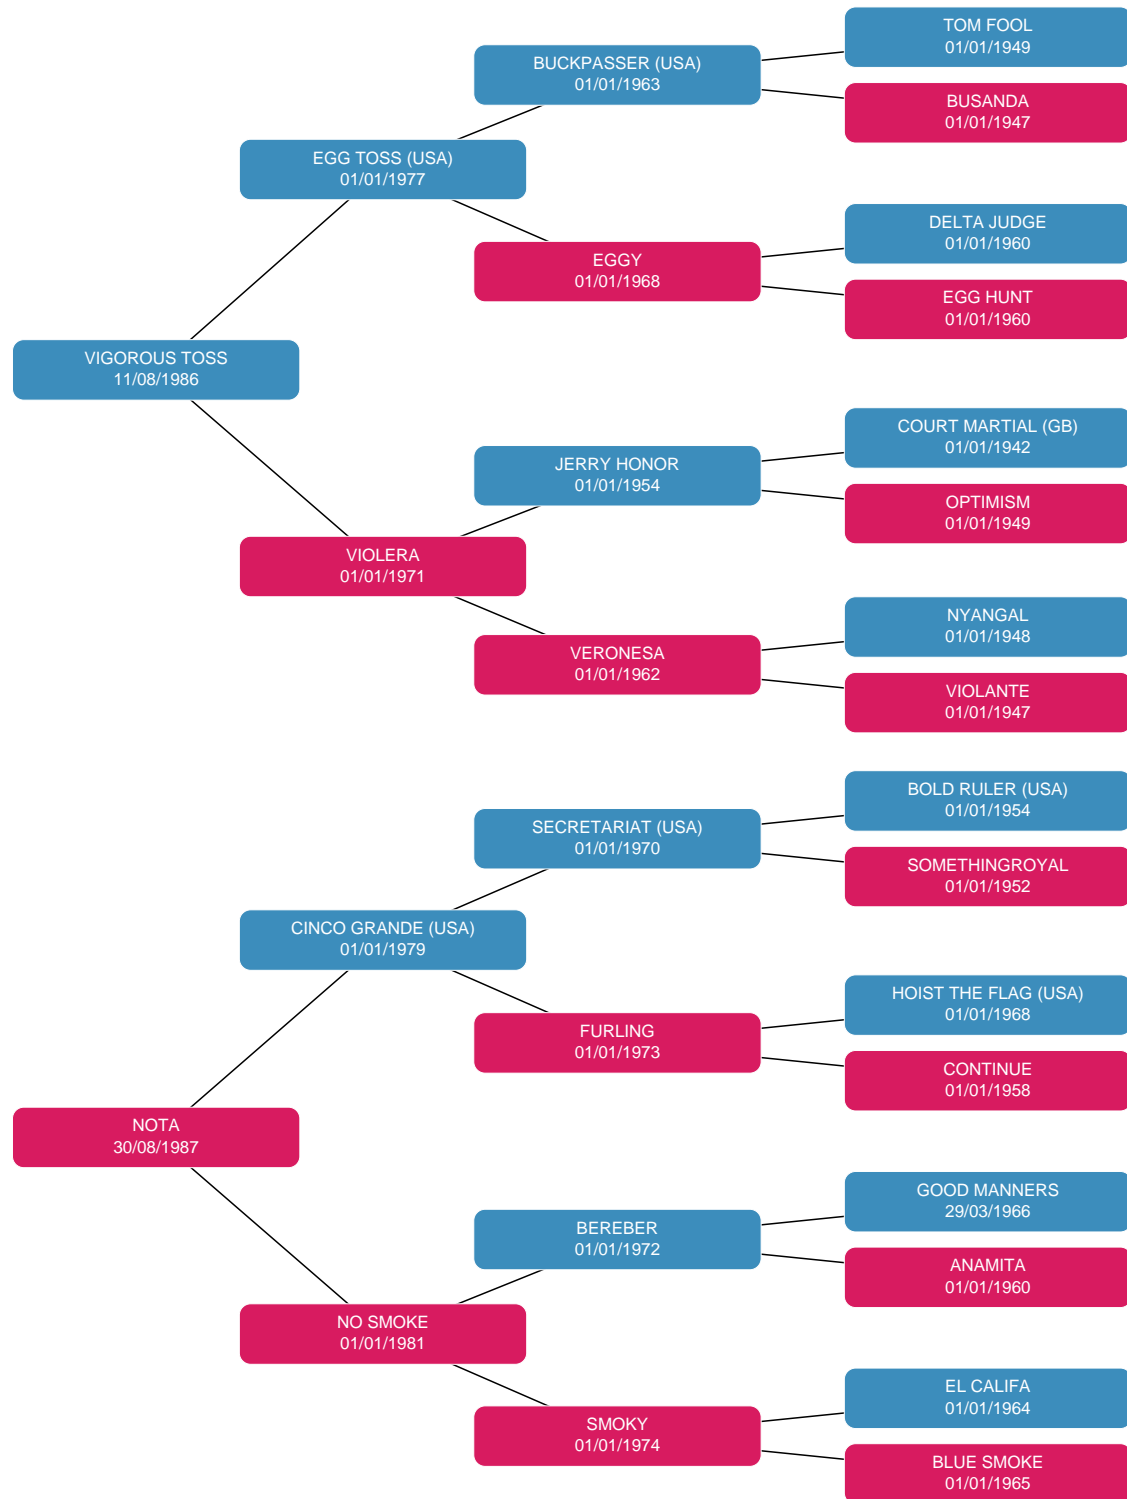 TOM FOOL
01/01/1949
BUCKPASSER (USA)
01/01/1963
BUSANDA
01/01/1947
EGG TOSS (USA)
01/01/1977
DELTA JUDGE
01/01/1960
EGGY
01/01/1968
EGG HUNT
01/01/1960
VIGOROUS TOSS
11/08/1986
COURT MARTIAL (GB)
01/01/1942
JERRY HONOR
01/01/1954
OPTIMISM
01/01/1949
VIOLERA
01/01/1971
NYANGAL
01/01/1948
VERONESA
01/01/1962
VIOLANTE
01/01/1947
BOLD RULER (USA)
01/01/1954
SECRETARIAT (USA)
01/01/1970
SOMETHINGROYAL
01/01/1952
CINCO GRANDE (USA)
01/01/1979
HOIST THE FLAG (USA)
01/01/1968
FURLING
01/01/1973
CONTINUE
01/01/1958
NOTA
30/08/1987
GOOD MANNERS
29/03/1966
BEREBER
01/01/1972
ANAMITA
01/01/1960
NO SMOKE
01/01/1981
EL CALIFA
01/01/1964
SMOKY
01/01/1974
BLUE SMOKE
01/01/1965